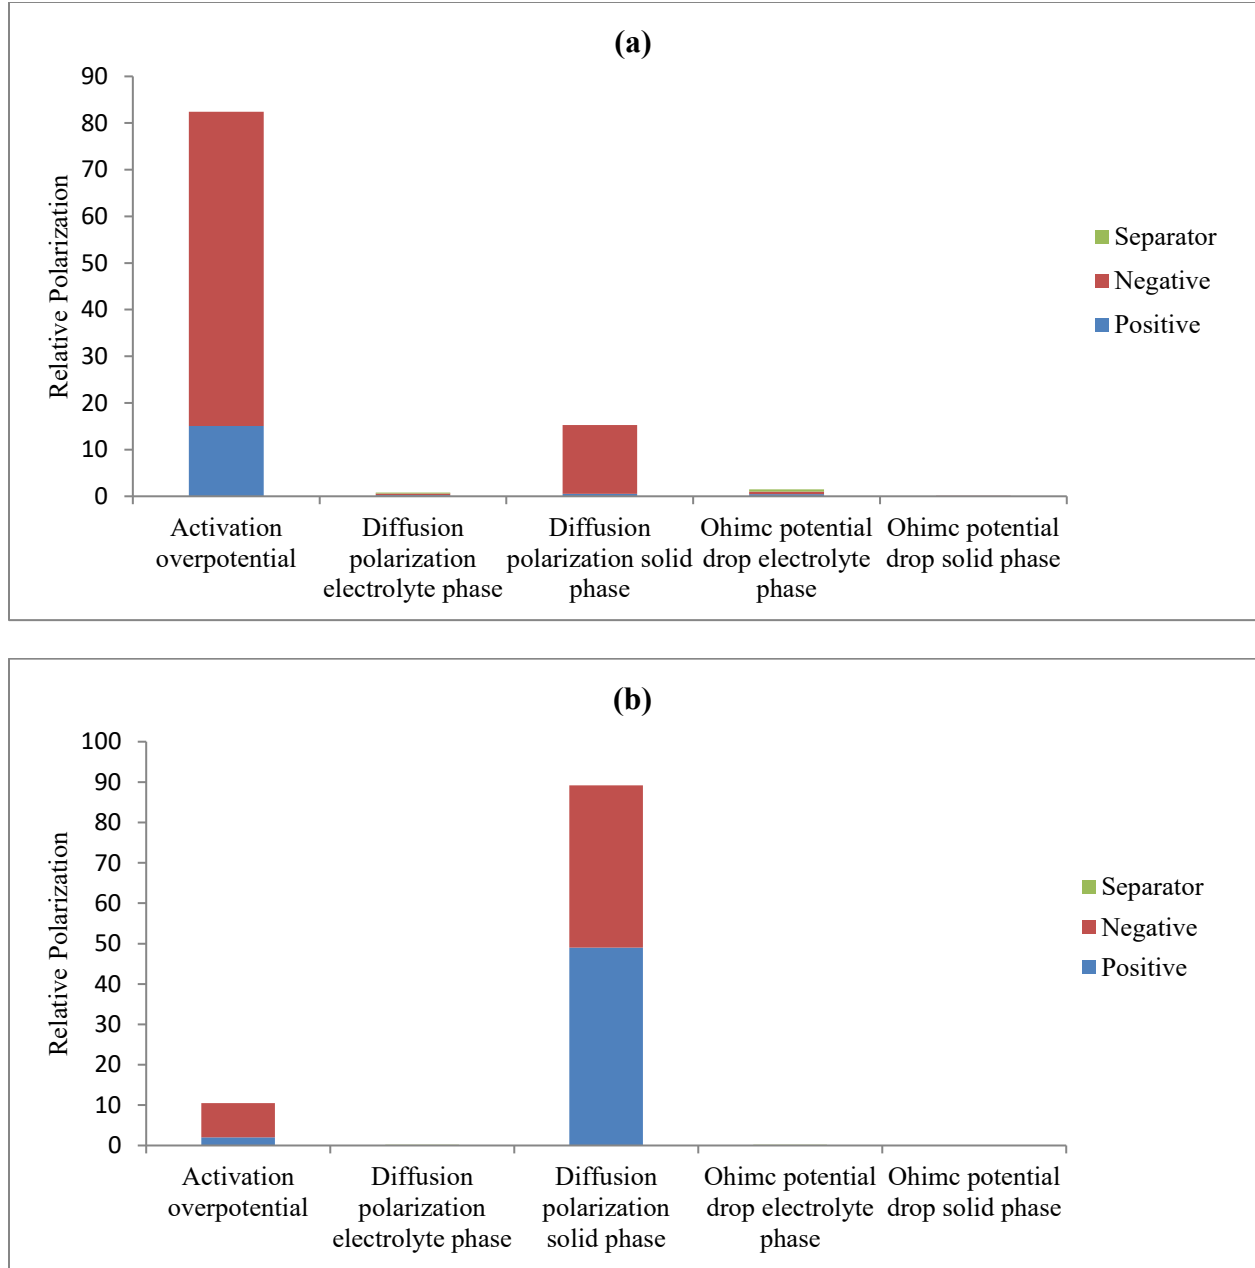 (a)
Relative Polarization
90
80
70
60
50
40
30
20
10
0
Activation
overpotential
Diffusion
polarization
electrolyte phase
Diffusion
polarization solid
phase
Ohimc potential
drop electrolyte
phase
Ohimc potential
drop solid phase
Separator
Negative
Positive
(b)
Relative Polarization
100
90
80
70
60
50
40
30
20
10
0
Activation
overpotential
Diffusion
polarization
electrolyte phase
Diffusion
polarization
solid phase
Ohimc potential
drop electrolyte
phase
Ohimc potential
drop solid phase
Separator
Negative
Positive